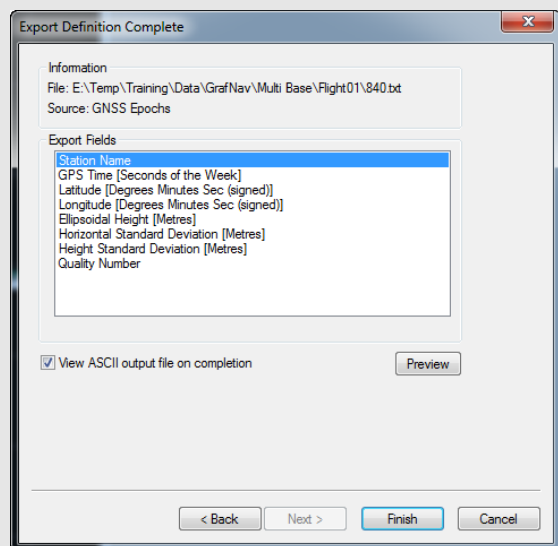 Export Definition Complete
Information
File: E:\Temp\Training\Data\GrafNav\Multi Base\Flight01\840.txt
Source: GNSS Epochs
Export Fields
Station Name
GPS Time [Seconds of the Week]
Latitude [Degrees Minutes Sec (signed)]
Longitude [Degrees Minutes Sec (signed)]
Ellipsoidal Height [Metres]
Horizontal Standard Deviation [Metres]
Height Standard Deviation [Metres]
Quality Number
View ASCII output file on completion
Preview
< Back Next > Finish Cancel